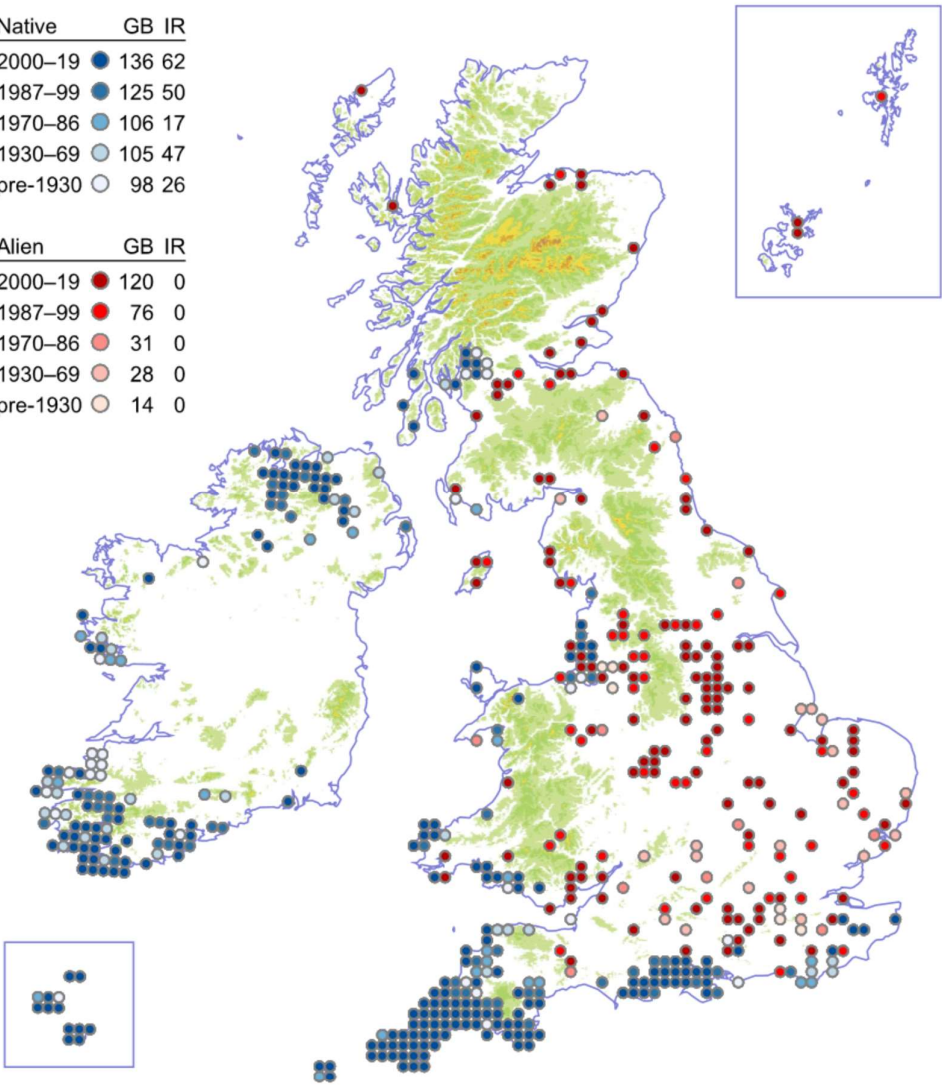 Native GB IR
2000–19 136 62
1987–99 125 50
1970–86 106 17
1930–69 105 47
pre-1930 98 26
Alien GB IR
2000–19 120 0
1987–99 76 0
1970–86 31 0
1930–69 28 0
pre-1930 14 0